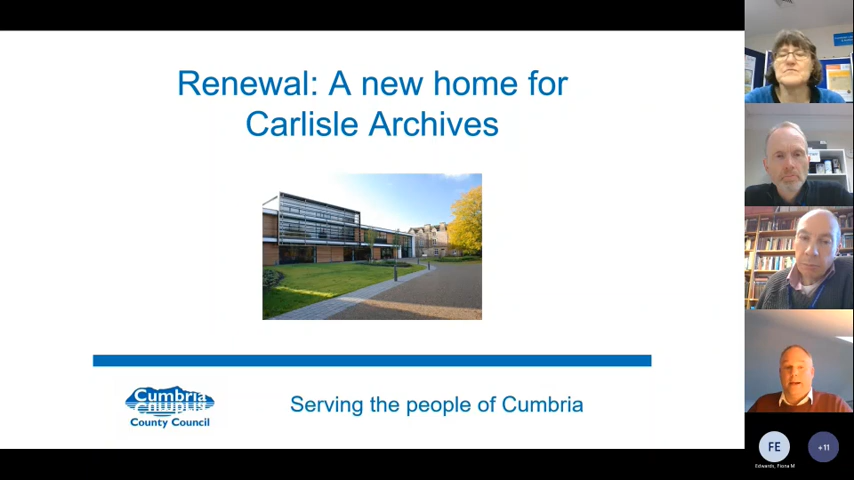 Renewal: A new home for
Carlisle Archives
Cumbria
County Council
Serving the people of Cumbria
FE
+11
Edwards, Fiona M